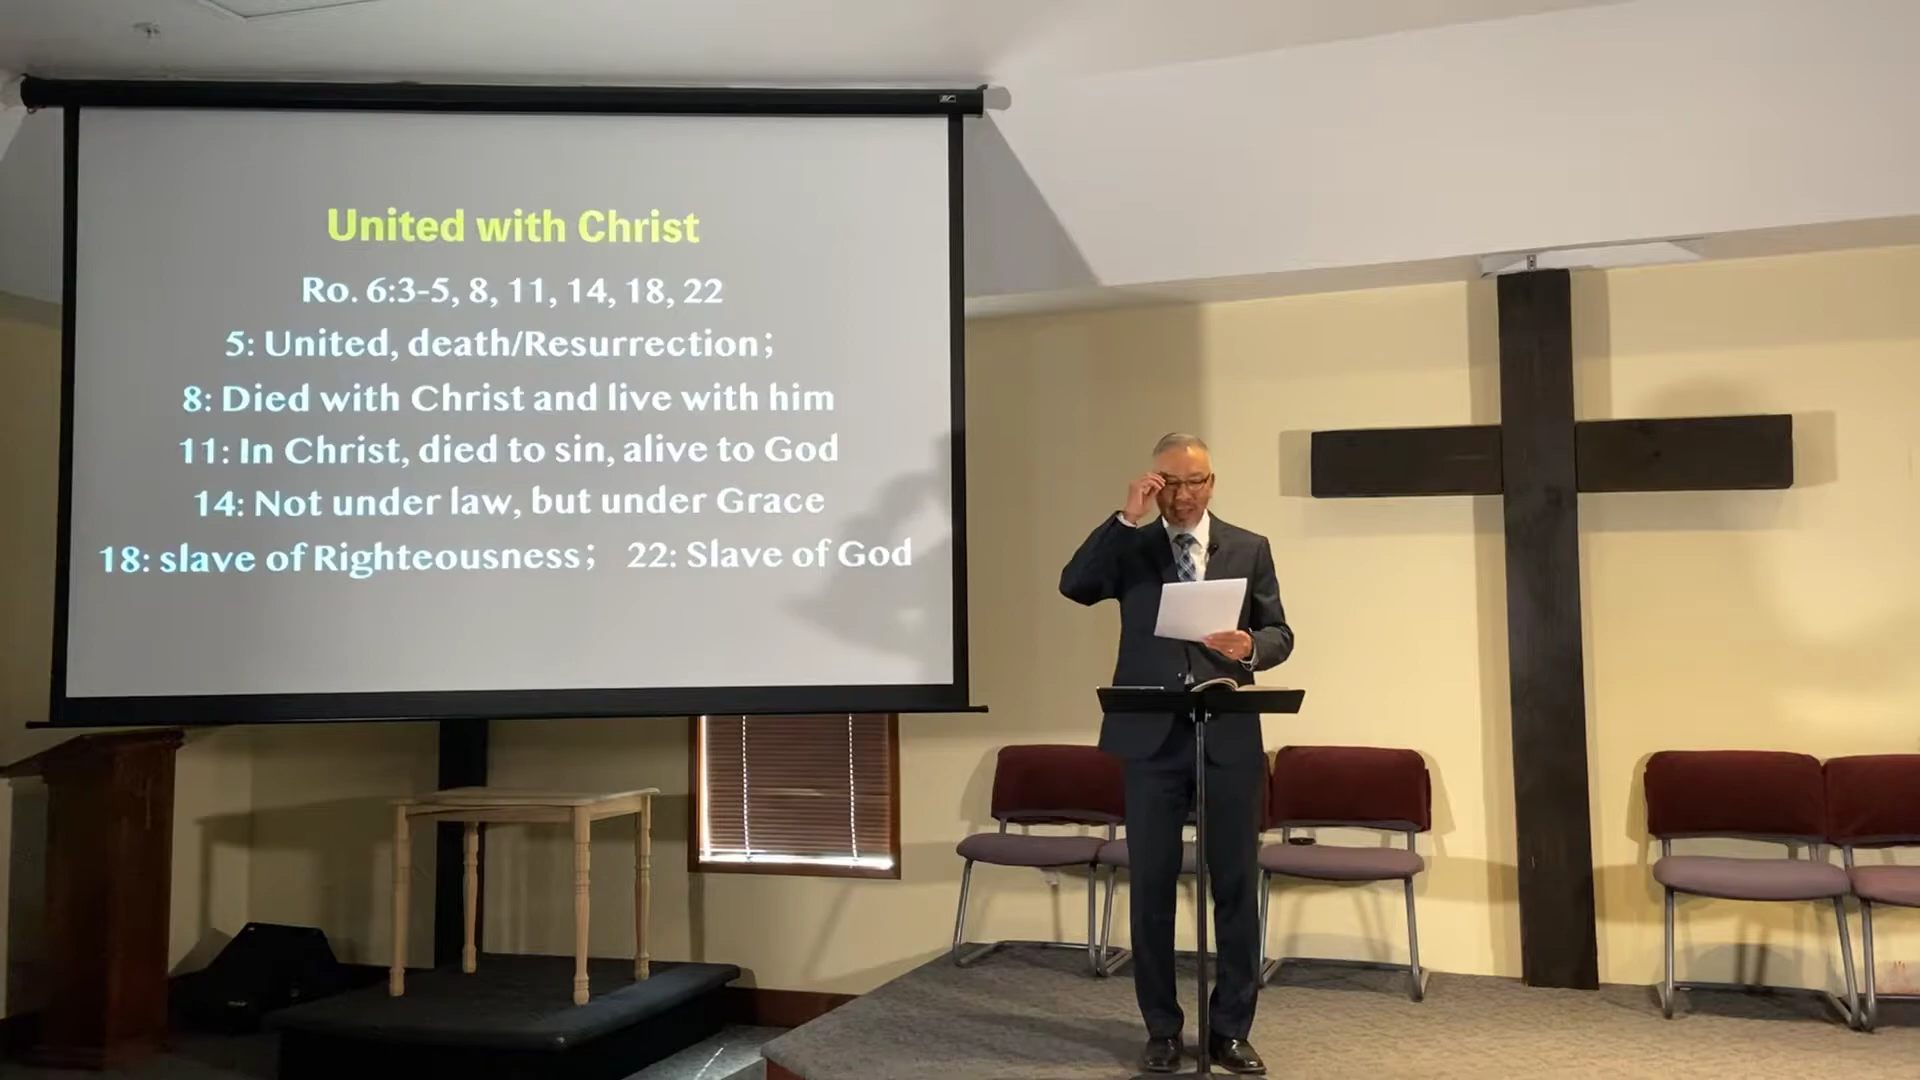 United with Christ
Ro. 6:3-5, 8, 11, 14, 18, 22
5: United, death/Resurrection；
8: Died with Christ and live with him
11: In Christ, died to sin, alive to God
14: Not under law, but under Grace
18: slave of Righteousness； 22: Slave of God